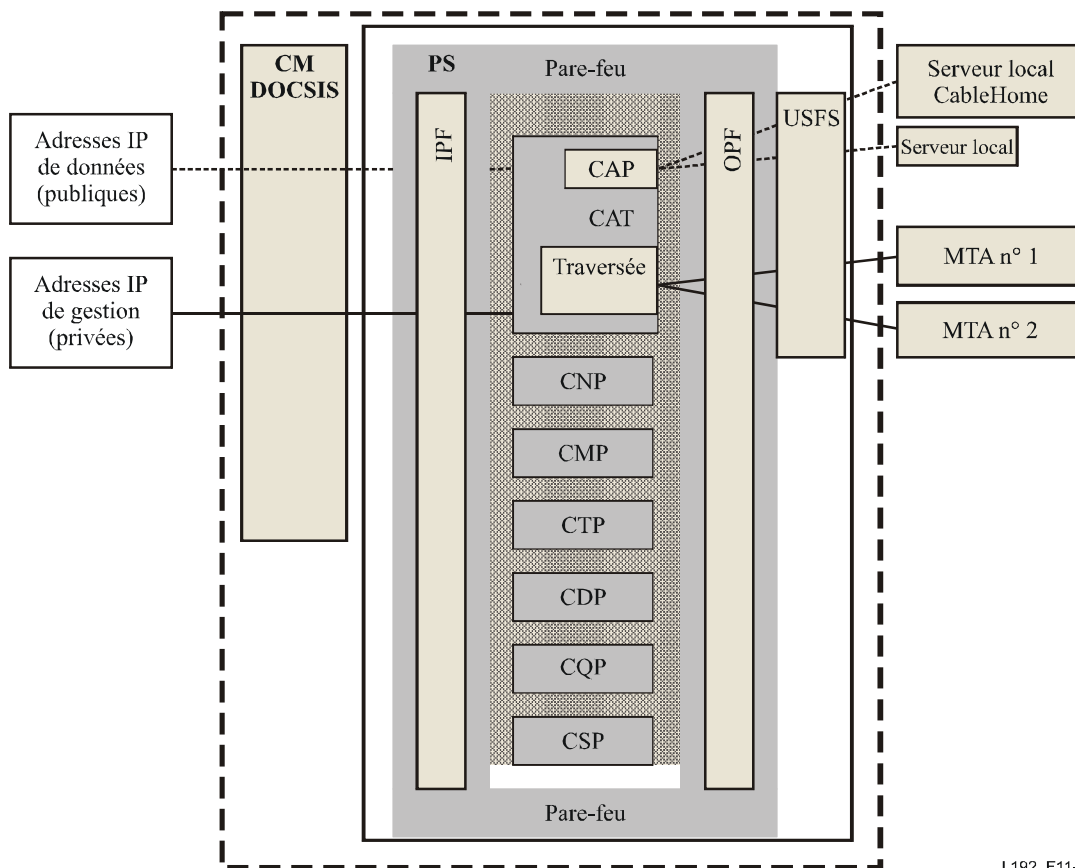 CM
DOCSIS
PS
Pare-feu
IPF
OPF
USFS
Serveur local
CableHome
Serveur local
Adresses IP
de données
(publiques)
CAP
CAT
Traversée
MTA n° 1
Adresses IP
de gestion
(privées)
MTA n° 2
CNP
CMP
CTP
CDP
CQP
CSP
Pare-feu